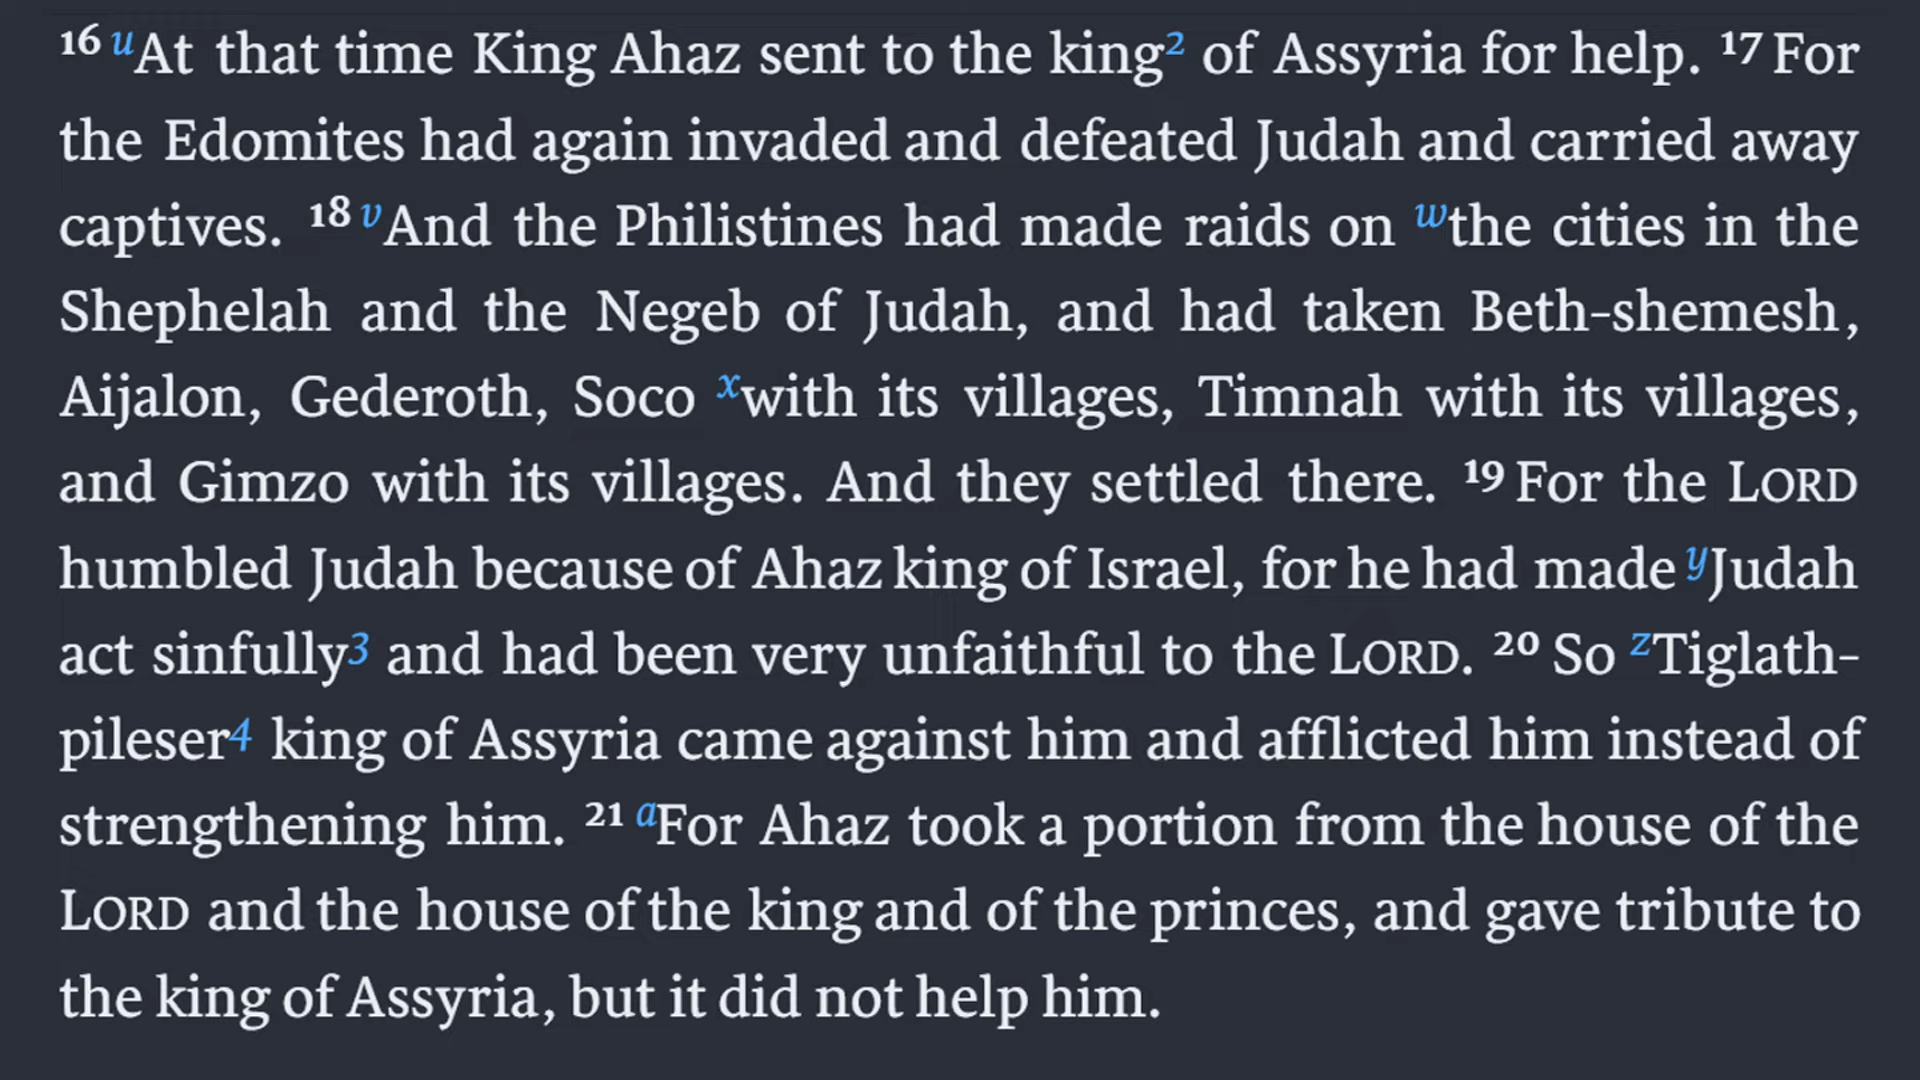 16 uAt that time King Ahaz sent to the king2 of Assyria for help. 17 For
the Edomites had again invaded and defeated Judah and carried away
captives. 18 vAnd the Philistines had made raids on wthe cities in the
Shephelah and the Negeb of Judah, and had taken Beth-shemesh,
Aijalon, Gederoth, Soco xwith its villages, Timnah with its villages,
and Gimzo with its villages. And they settled there. 19 For the LORD
humbled Judah because of Ahaz king of Israel, for he had made yJudah
act sinfully3 and had been very unfaithful to the LORD. 20 So zTiglath-
pileser4 king of Assyria came against him and afflicted him instead of
strengthening him. 21 aFor Ahaz took a portion from the house of the
LORD and the house of the king and of the princes, and gave tribute to
the king of Assyria, but it did not help him.